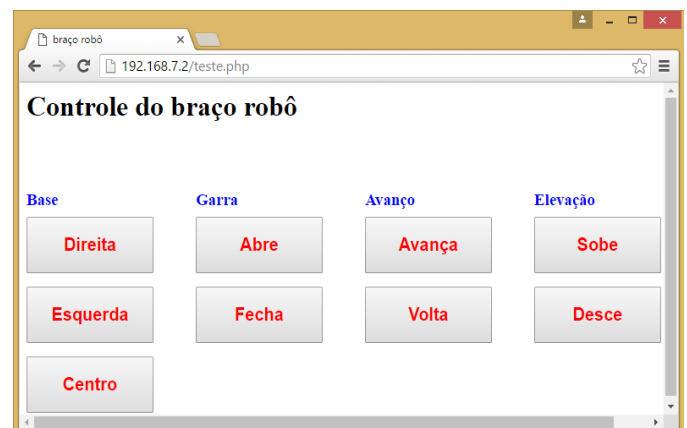 braço robô
192.168.7.2/teste.php
Controle do braço robô
Base Garra Avanço Elevação
Direita Abre Avança Sobe
Esquerda Fecha Volta Desce
Centro